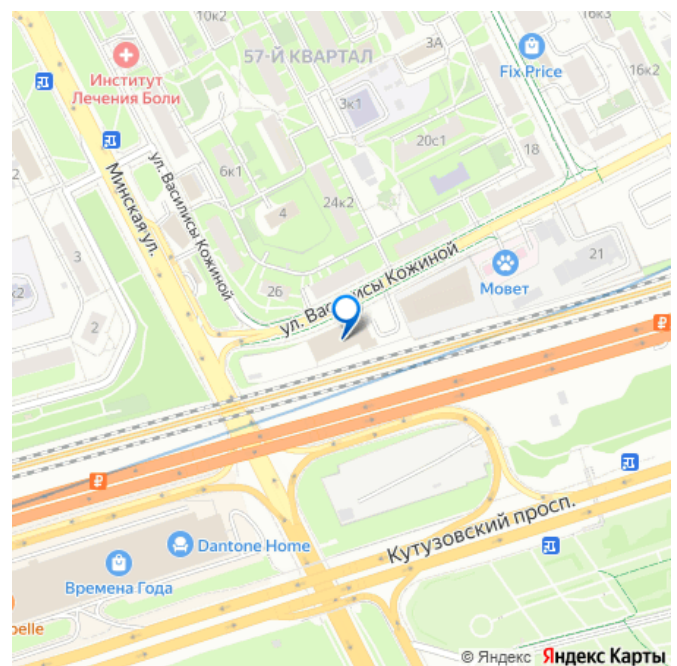 10к2
16к3
57-Й КВАРТАЛ
3А
Институт
Лечения Боли
Fix Price
16к2
3к1
20с1
18
Минская ул.
ул. Василисы Кожиной
6к1
24к2
4
3
26
ул. Василисы Кожиной
21
Мовет
к2
2
₽
₽
Кутузовский просп.
Dantone Home
Времена Года
elle
© Яндекс Яндекс Карты